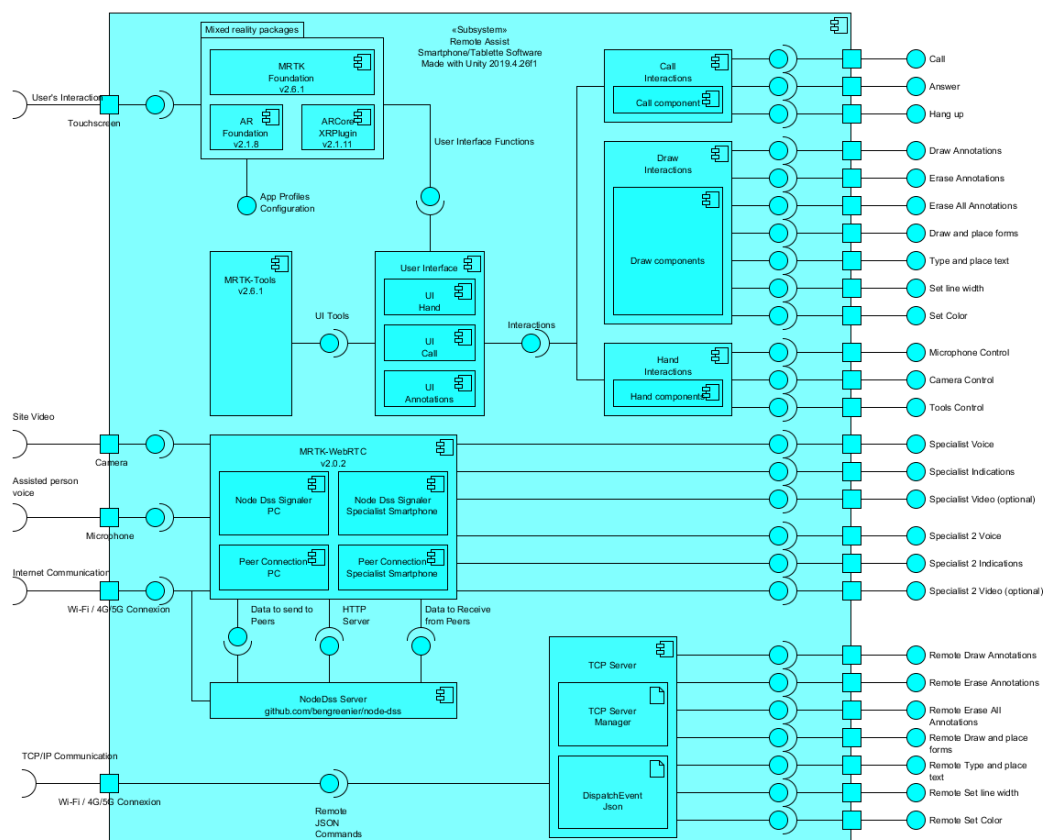 Mixed reality packages
«Subsystem»
Remote Assist
Smartphone/Tablette Software
Made with Unity 2019.4.26f1
MRTK
Foundation
v2.6.1
AR
Foundation
v2.1.8
ARCore
XRPlugin
v2.1.11
User's Interaction
Touchscreen
App Profiles
Configuration
User Interface Functions
Call
Interactions
Call component
Call
Answer
Hang up
Draw
Interactions
Draw components
Draw Annotations
Erase Annotations
Erase All Annotations
Draw and place forms
Type and place text
Set line width
Set Color
MRTK-Tools
v2.6.1
UI Tools
User Interface
UI
Hand
UI
Call
UI
Annotations
Interactions
Hand
Interactions
Hand components
Microphone Control
Camera Control
Tools Control
Site Video
Camera
Assisted person
voice
Microphone
Internet Communication
Wi-Fi / 4G/5G Connexion
MRTK-WebRTC
v2.0.2
Node Dss Signaler
PC
Node Dss Signaler
Specialist Smartphone
Peer Connection
PC
Peer Connection
Specialist Smartphone
Specialist Voice
Specialist Indications
Specialist Video (optional)
Specialist 2 Voice
Specialist 2 Indications
Specialist 2 Video (optional)
Data to send to
Peers
HTTP
Server
Data to Receive
from Peers
NodeDss Server
github.com/bengreenier/node-dss
TCP Server
TCP Server
Manager
DispatchEvent
Json
Remote Draw Annotations
Remote Erase Annotations
Remote Erase All
Annotations
Remote Draw and place
forms
Remote Type and place
text
Remote Set line width
Remote Set Color
TCP/IP Communication
Wi-Fi / 4G/5G Connexion
Remote
JSON
Commands